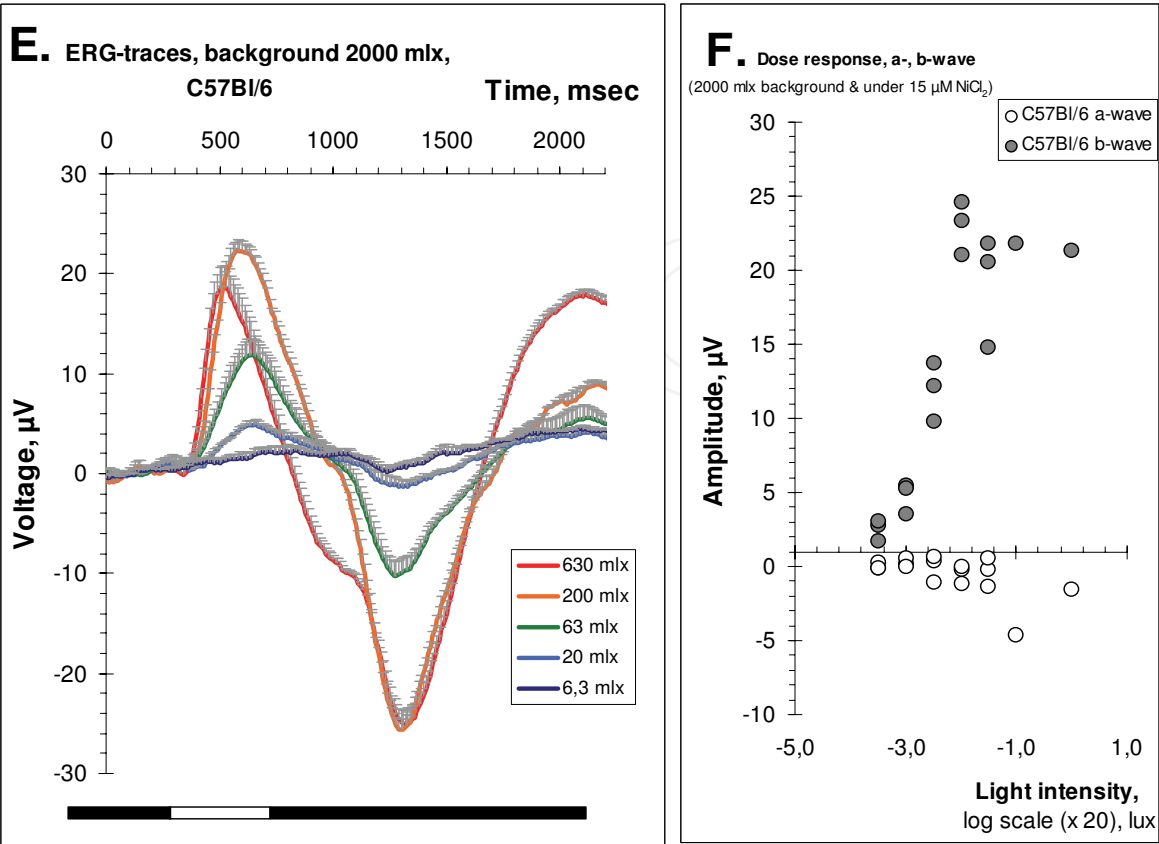 E. ERG-traces, background 2000 mlx,
C57Bl/6
Time, msec
0 500 1000 1500 2000
30
20
10
0
-10
-20
-30
Voltage, µV
630 mlx
200 mlx
63 mlx
20 mlx
6,3 mlx
F. Dose response, a-, b-wave
(2000 mlx background & under 15 µM NiCl₂)
C57Bl/6 a-wave
C57Bl/6 b-wave
30
25
20
15
10
5
0
-5
-10
Amplitude, µV
-5,0 -3,0 -1,0 1,0
Light intensity,
log scale (x 20), lux